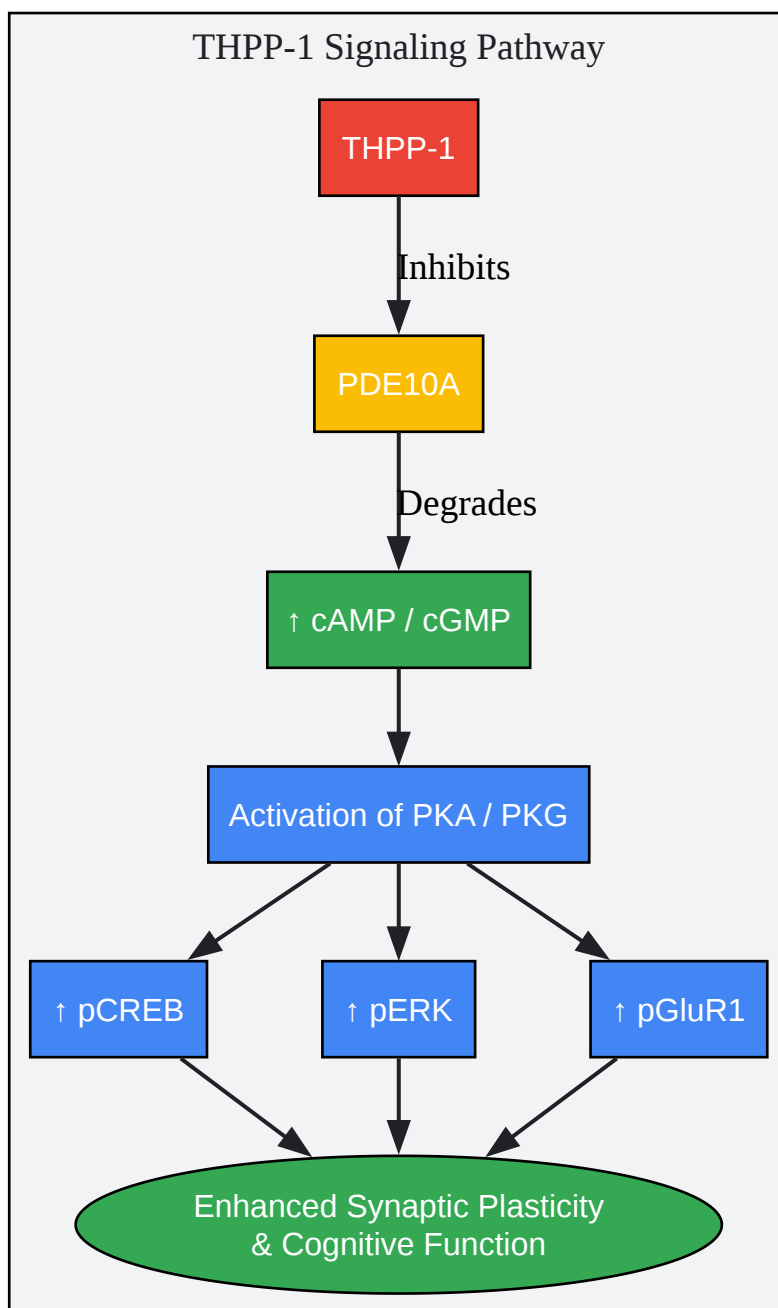 THPP-1 Signaling Pathway
THPP-1
Inhibits
PDE10A
Degrades
↑ cAMP / cGMP
Activation of PKA / PKG
↑ pCREB
↑ pERK
↑ pGluR1
Enhanced Synaptic Plasticity
& Cognitive Function